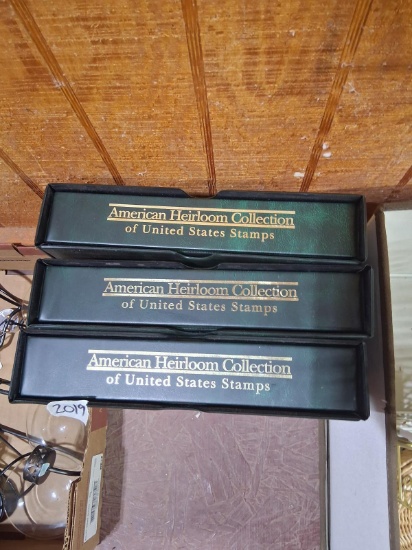 American Heirloom Collection
of United States Stamps
American Heirloom Collection
of United States Stamps
American Heirloom Collection
of United States Stamps
2019